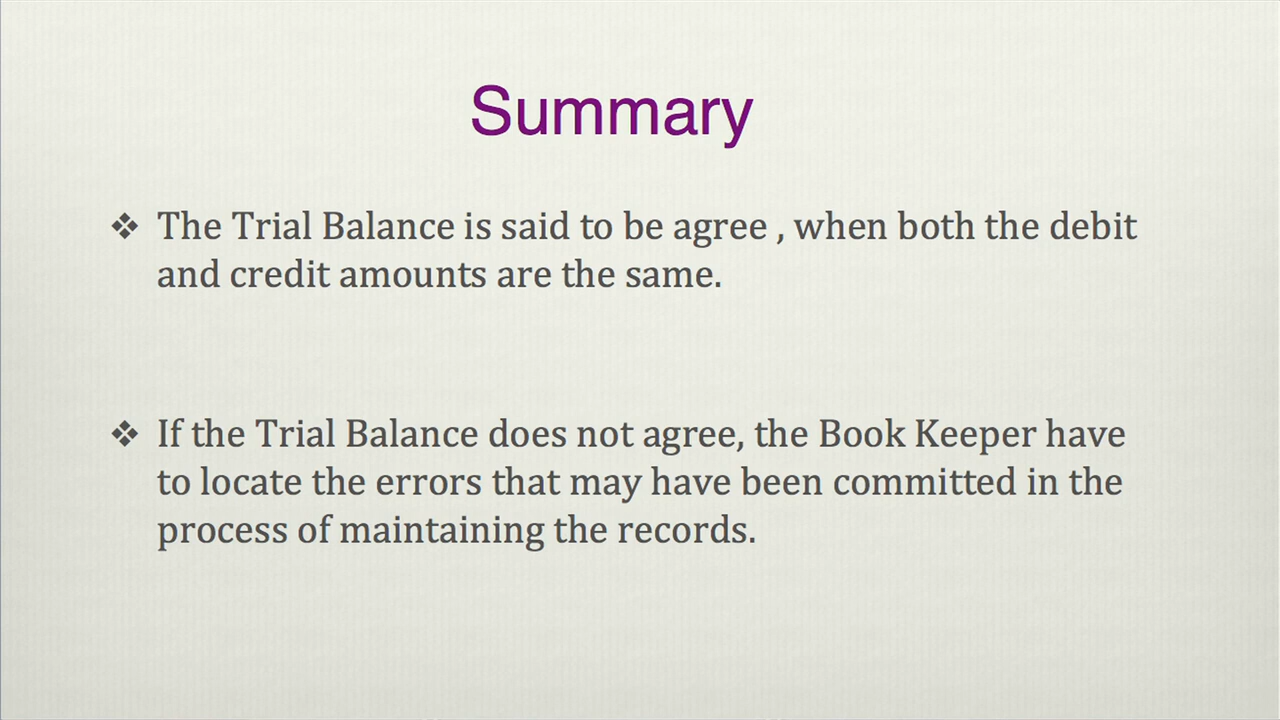 Summary
❖ The Trial Balance is said to be agree , when both the debit
and credit amounts are the same.
❖ If the Trial Balance does not agree, the Book Keeper have
to locate the errors that may have been committed in the
process of maintaining the records.